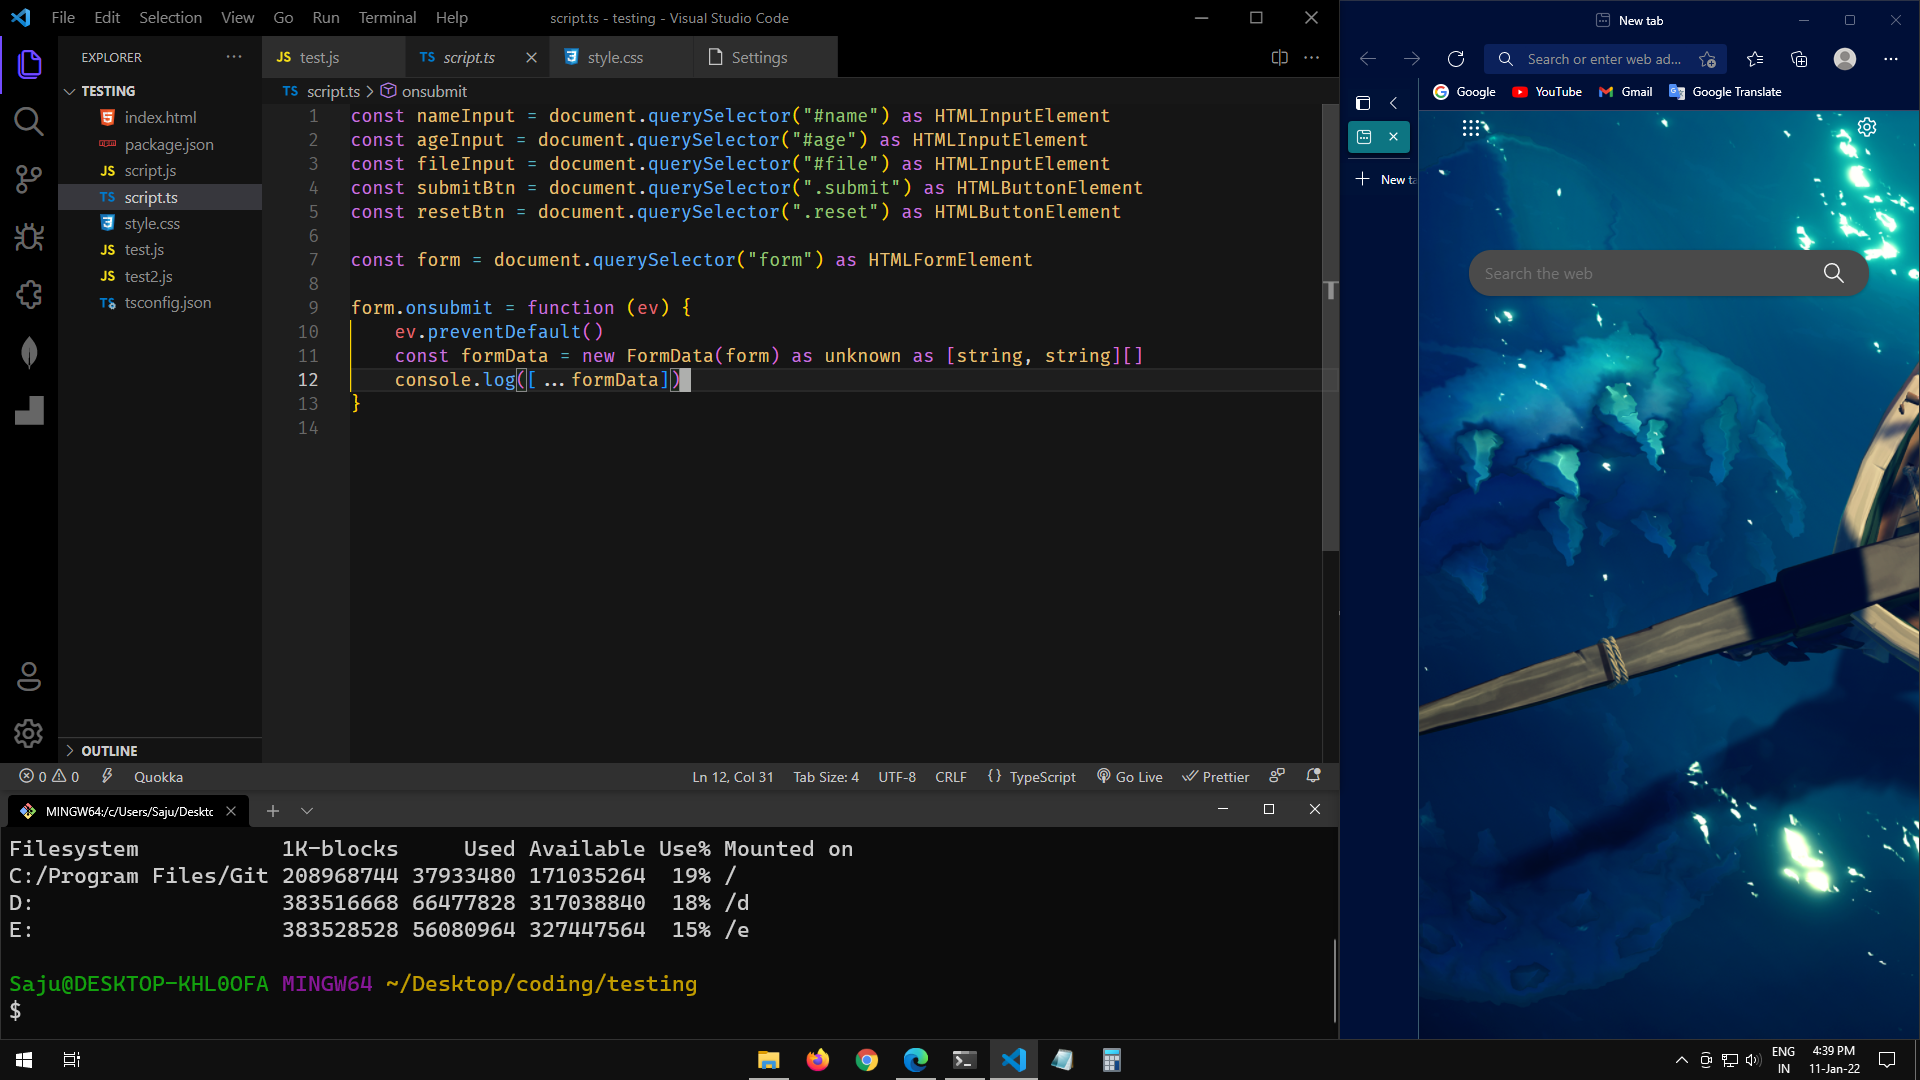 File Edit Selection View Go Run Terminal Help
script.ts - testing - Visual Studio Code
EXPLORER
TESTING
index.html
package.json
JS script.js
TS script.ts
style.css
JS test.js
JS test2.js
TS tsconfig.json
OUTLINE
JS test.js
TS script.ts
style.css
Settings
TS script.ts > onsubmit
1 const nameInput = document.querySelector("#name") as HTMLInputElement
2 const ageInput = document.querySelector("#age") as HTMLInputElement
3 const fileInput = document.querySelector("#file") as HTMLInputElement
4 const submitBtn = document.querySelector(".submit") as HTMLButtonElement
5 const resetBtn = document.querySelector(".reset") as HTMLButtonElement
6
7 const form = document.querySelector("form") as HTMLFormElement
8
9 form.onsubmit = function (ev) {
10 ev.preventDefault()
11 const formData = new FormData(form) as unknown as [string, string][]
12 console.log([...formData])
13 }
14
0 0 Quokka Ln 12, Col 31 Tab Size: 4 UTF-8 CRLF {} TypeScript Go Live Prettier
MINGW64:/c/Users/Saju/Deskto
Filesystem 1K-blocks Used Available Use% Mounted on
C:/Program Files/Git 208968744 37933480 171035264 19% /
D: 383516668 66477828 317038840 18% /d
E: 383528528 56080964 327447564 15% /e
Saju@DESKTOP-KHL0OFA MINGW64 ~/Desktop/coding/testing
$
New tab
Search or enter web ad...
Google YouTube Gmail Google Translate
New ta
Search the web
ENG
IN
4:39 PM
11-Jan-22